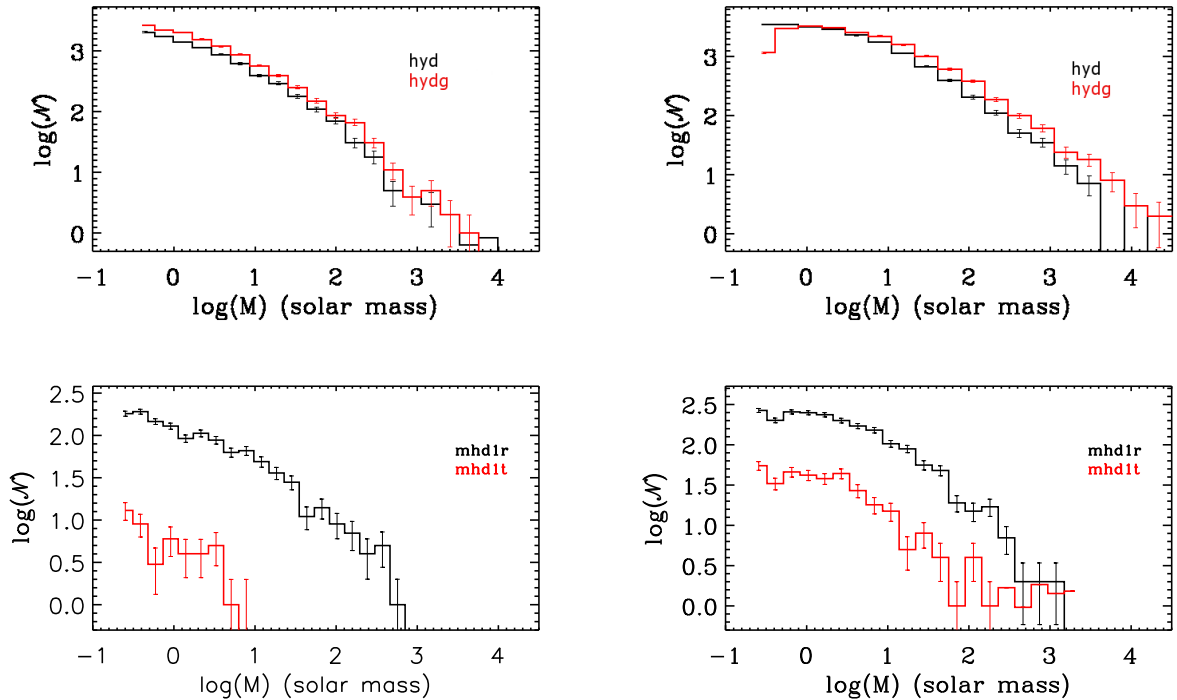 3
2
1
0
log(𝒩)
hyd
hydg
−1 0 1 2 3 4
log(M) (solar mass)
3
2
1
0
log(𝒩)
hyd
hydg
−1 0 1 2 3 4
log(M) (solar mass)
2.5
2.0
1.5
1.0
0.5
0.0
log(𝒩)
mhd1r
mhd1t
−1 0 1 2 3 4
log(M) (solar mass)
2.5
2.0
1.5
1.0
0.5
0.0
log(𝒩)
mhd1r
mhd1t
−1 0 1 2 3 4
log(M) (solar mass)